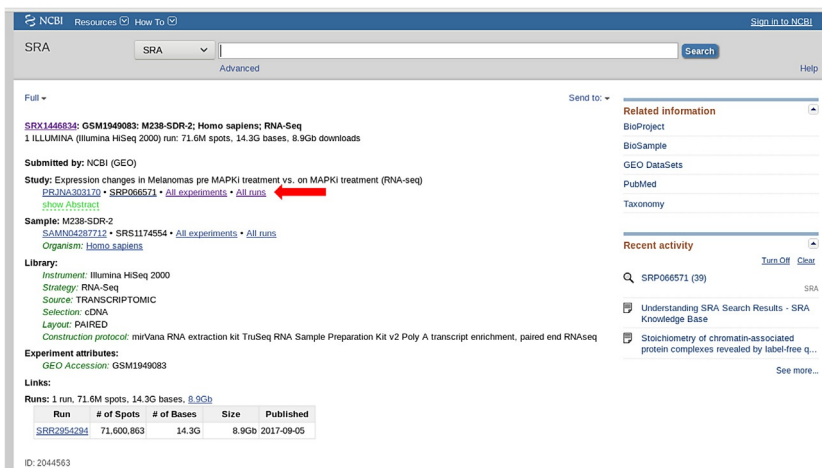 NCBI Resources How To Sign in to NCBI
SRA SRA Search
Advanced Help
Full Send to:
SRX1446834: GSM1949083: M238-SDR-2; Homo sapiens; RNA-Seq
1 ILLUMINA (Illumina HiSeq 2000) run: 71.6M spots, 14.3G bases, 8.9Gb downloads
Submitted by: NCBI (GEO)
Study: Expression changes in Melanomas pre MAPKi treatment vs. on MAPKi treatment (RNA-seq)
PRJNA303170 • SRP066571 • All experiments • All runs
show Abstract
Sample: M238-SDR-2
SAMN04287712 • SRS1174554 • All experiments • All runs
Organism: Homo sapiens
Library:
Instrument: Illumina HiSeq 2000
Strategy: RNA-Seq
Source: TRANSCRIPTOMIC
Selection: cDNA
Layout: PAIRED
Construction protocol: mirVana RNA extraction kit TruSeq RNA Sample Preparation Kit v2 Poly A transcript enrichment, paired end RNAseq
Experiment attributes:
GEO Accession: GSM1949083
Links:
Runs: 1 run, 71.6M spots, 14.3G bases, 8.9Gb
Run # of Spots # of Bases Size Published
SRR2954294 71,600,863 14.3G 8.9Gb 2017-09-05
ID: 2044563
Related information
BioProject
BioSample
GEO DataSets
PubMed
Taxonomy
Recent activity
Turn Off Clear
SRP066571 (39)
SRA
Understanding SRA Search Results - SRA
Knowledge Base
Stoichiometry of chromatin-associated
protein complexes revealed by label-free q...
See more...